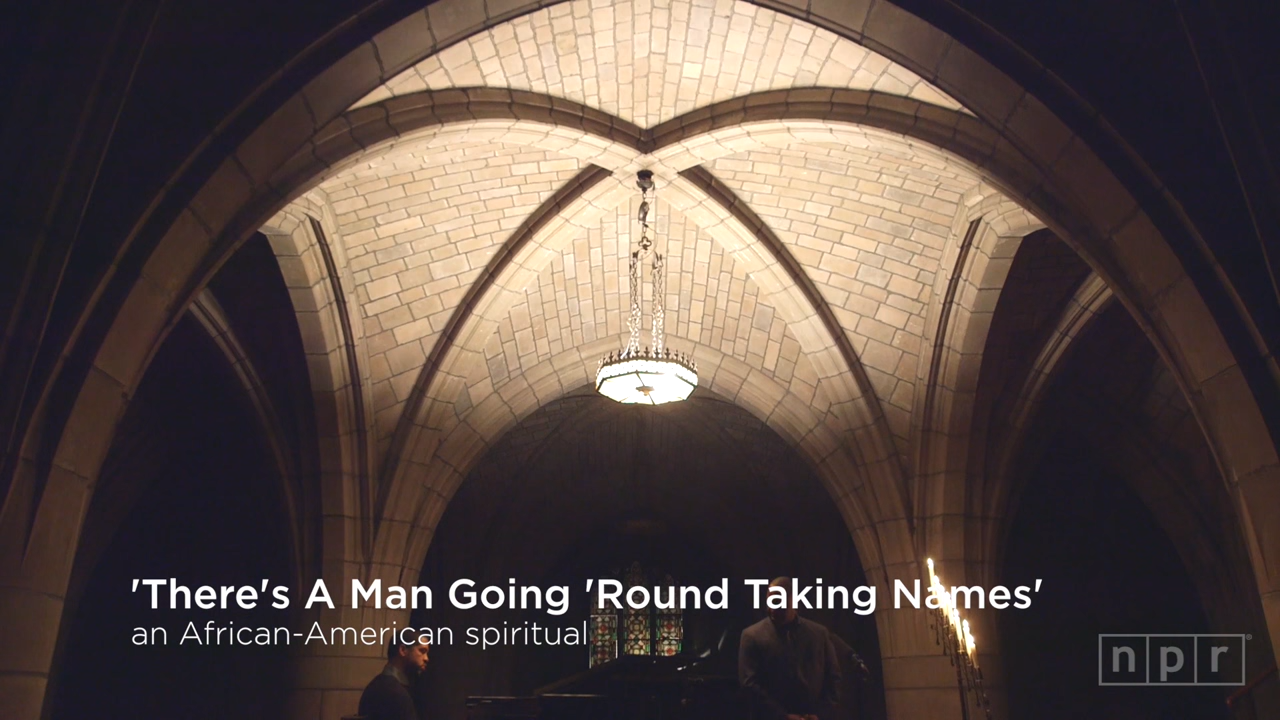 'There's A Man Going 'Round Taking Names'
an African-American spiritual
npr